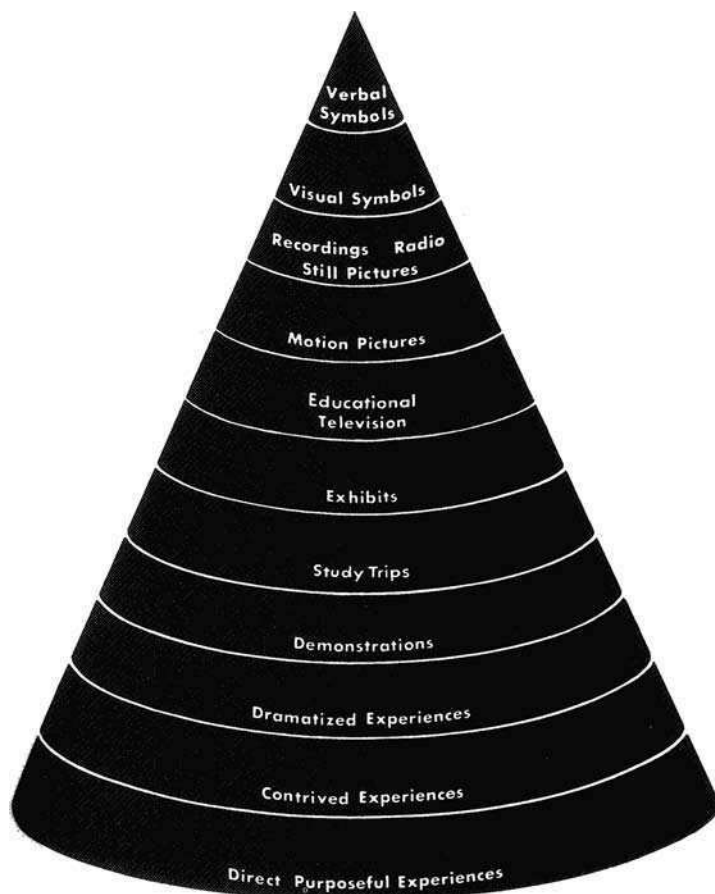 Verbal
Symbols
Visual Symbols
Recordings Radio
Still Pictures
Motion Pictures
Educational
Television
Exhibits
Study Trips
Demonstrations
Dramatized Experiences
Contrived Experiences
Direct Purposeful Experiences